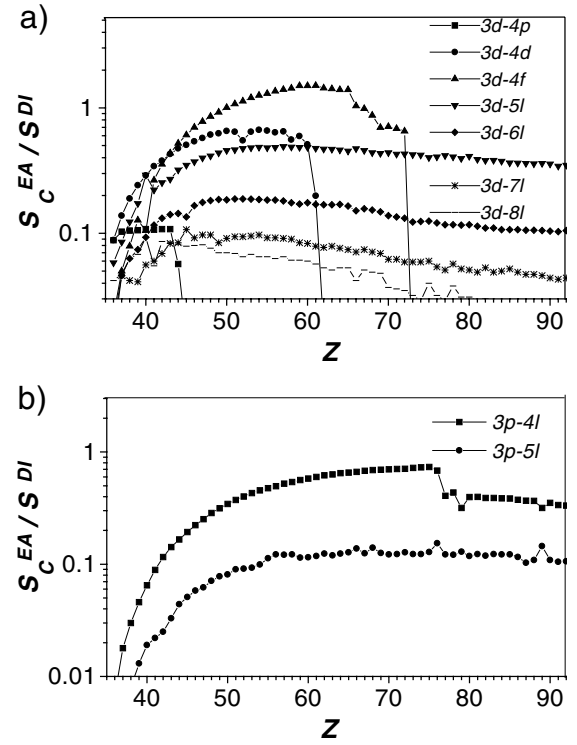 a)
3d-4p
3d-4d
3d-4f
3d-5l
3d-6l
3d-7l
3d-8l
1
0.1
S_C^EA / S^DI
40 50 60 70 80 90
Z
b)
3p-4l
3p-5l
1
0.1
0.01
S_C^EA / S^DI
40 50 60 70 80 90
Z